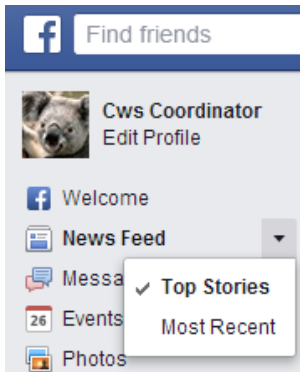 f Find friends
Cws Coordinator
Edit Profile
Welcome
News Feed
Messa
Top Stories
26 Events
Most Recent
Photos